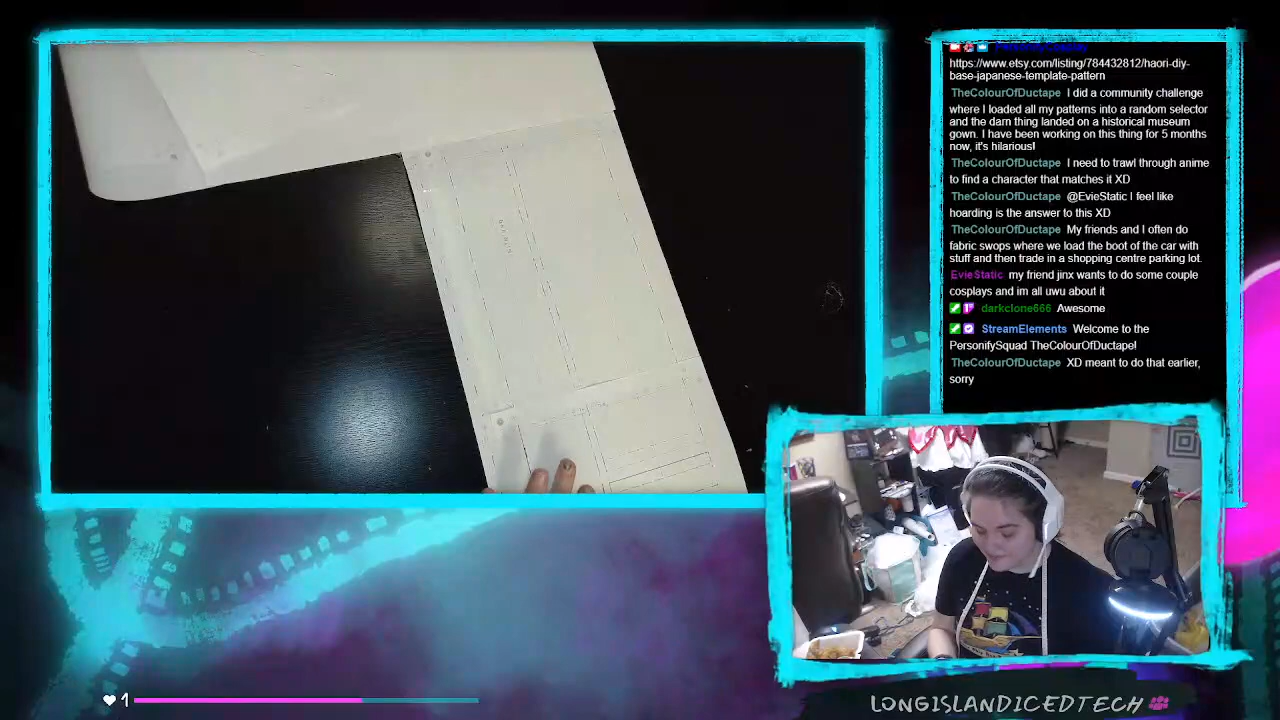 PersonifyCosplay
https://www.etsy.com/listing/784432812/haori-diy-
base-japanese-template-pattern
TheColourOfDuctape I did a community challenge
where I loaded all my patterns into a random selector
and the darn thing landed on a historical museum
gown. I have been working on this thing for 5 months
now, it's hilarious!
TheColourOfDuctape I need to trawl through anime
to find a character that matches it XD
TheColourOfDuctape @EvieStatic I feel like
hoarding is the answer to this XD
TheColourOfDuctape My friends and I often do
fabric swops where we load the boot of the car with
stuff and then trade in a shopping centre parking lot.
EvieStatic my friend jinx wants to do some couple
cosplays and im all uwu about it
darkclone666 Awesome
StreamElements Welcome to the
PersonifySquad TheColourOfDuctape!
TheColourOfDuctape XD meant to do that earlier,
sorry
1
LONGISLANDICEDTECH